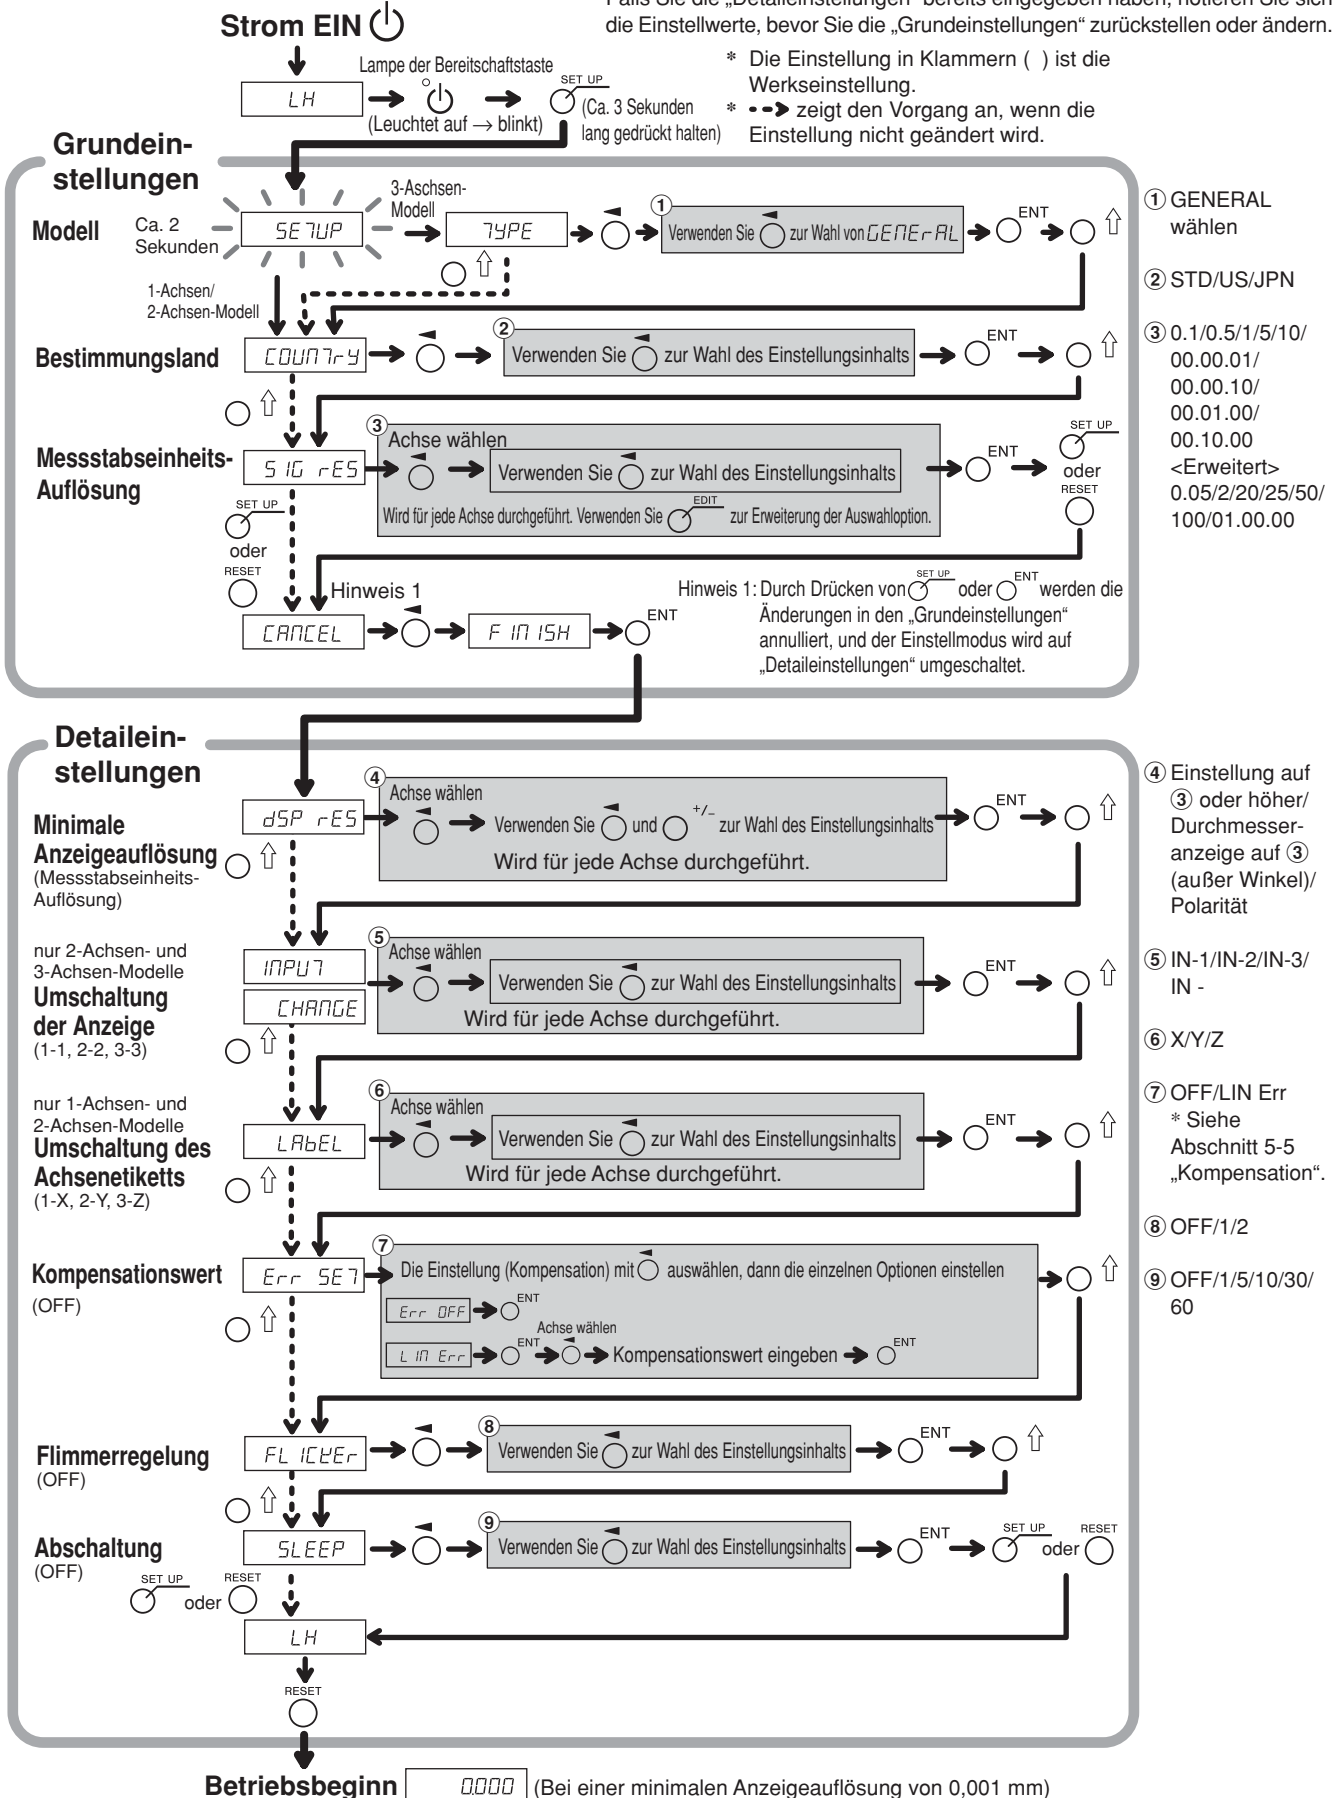 Falls Sie die „Detaileinstellungen“ bereits eingegeben haben, notieren Sie sich
die Einstellwerte, bevor Sie die „Grundeinstellungen“ zurückstellen oder ändern.
Strom EIN
* Die Einstellung in Klammern ( ) ist die
Werkseinstellung.
* zeigt den Vorgang an, wenn die
Einstellung nicht geändert wird.
LH
Lampe der Bereitschaftstaste
(Leuchtet auf → blinkt)
SET UP
(Ca. 3 Sekunden
lang gedrückt halten)
Grundein-
stellungen
Modell
Ca. 2
Sekunden
SETUP
3-Aschsen-
Modell
TYPE
① Verwenden Sie zur Wahl von GENErAL
ENT
1-Achsen/
2-Achsen-Modell
Bestimmungsland
COUNTrY
② Verwenden Sie zur Wahl des Einstellungsinhalts
ENT
Messstabseinheits-
Auflösung
SIG rES
③ Achse wählen
Verwenden Sie zur Wahl des Einstellungsinhalts
Wird für jede Achse durchgeführt. Verwenden Sie EDIT zur Erweiterung der Auswahloption.
ENT
SET UP
oder
RESET
SET UP
oder
RESET
Hinweis 1
CANCEL
FINISH
ENT
Hinweis 1: Durch Drücken von SET UP oder ENT werden die
Änderungen in den „Grundeinstellungen“
annulliert, und der Einstellmodus wird auf
„Detaileinstellungen“ umgeschaltet.
① GENERAL
wählen
② STD/US/JPN
③ 0.1/0.5/1/5/10/
00.00.01/
00.00.10/
00.01.00/
00.10.00
<Erweitert>
0.05/2/20/25/50/
100/01.00.00
Detailein-
stellungen
Minimale
Anzeigeauflösung
(Messstabseinheits-
Auflösung)
dSP rES
④ Achse wählen
Verwenden Sie und +/− zur Wahl des Einstellungsinhalts
Wird für jede Achse durchgeführt.
ENT
nur 2-Achsen- und
3-Achsen-Modelle
Umschaltung
der Anzeige
(1-1, 2-2, 3-3)
INPUT
CHANGE
⑤ Achse wählen
Verwenden Sie zur Wahl des Einstellungsinhalts
Wird für jede Achse durchgeführt.
ENT
nur 1-Achsen- und
2-Achsen-Modelle
Umschaltung des
Achsenetiketts
(1-X, 2-Y, 3-Z)
LAbEL
⑥ Achse wählen
Verwenden Sie zur Wahl des Einstellungsinhalts
Wird für jede Achse durchgeführt.
ENT
Kompensationswert
(OFF)
Err SET
⑦ Die Einstellung (Kompensation) mit auswählen, dann die einzelnen Optionen einstellen
Err OFF
ENT
LIN Err
ENT
Achse wählen
Kompensationswert eingeben
ENT
Flimmerregelung
(OFF)
FLICKEr
⑧ Verwenden Sie zur Wahl des Einstellungsinhalts
ENT
Abschaltung
(OFF)
SLEEP
⑨ Verwenden Sie zur Wahl des Einstellungsinhalts
ENT
SET UP oder RESET
SET UP oder RESET
LH
RESET
④ Einstellung auf
③ oder höher/
Durchmesser-
anzeige auf ③
(außer Winkel)/
Polarität
⑤ IN-1/IN-2/IN-3/
IN -
⑥ X/Y/Z
⑦ OFF/LIN Err
* Siehe
Abschnitt 5-5
„Kompensation“.
⑧ OFF/1/2
⑨ OFF/1/5/10/30/
60
Betriebsbeginn 0.000 (Bei einer minimalen Anzeigeauflösung von 0,001 mm)